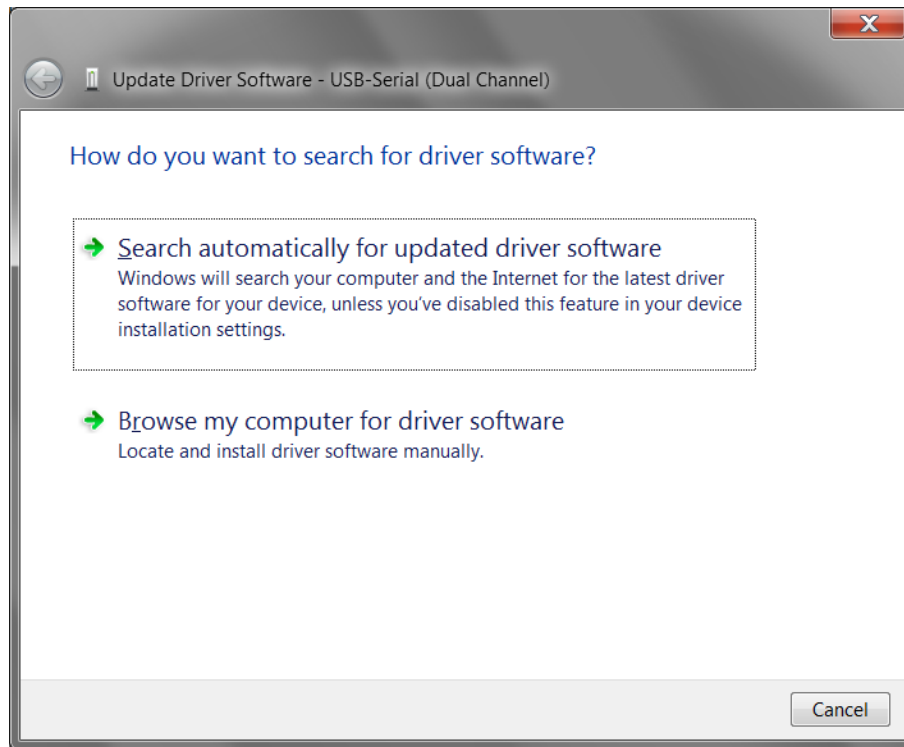 Update Driver Software - USB-Serial (Dual Channel)
How do you want to search for driver software?
Search automatically for updated driver software
Windows will search your computer and the Internet for the latest driver
software for your device, unless you've disabled this feature in your device
installation settings.
Browse my computer for driver software
Locate and install driver software manually.
Cancel